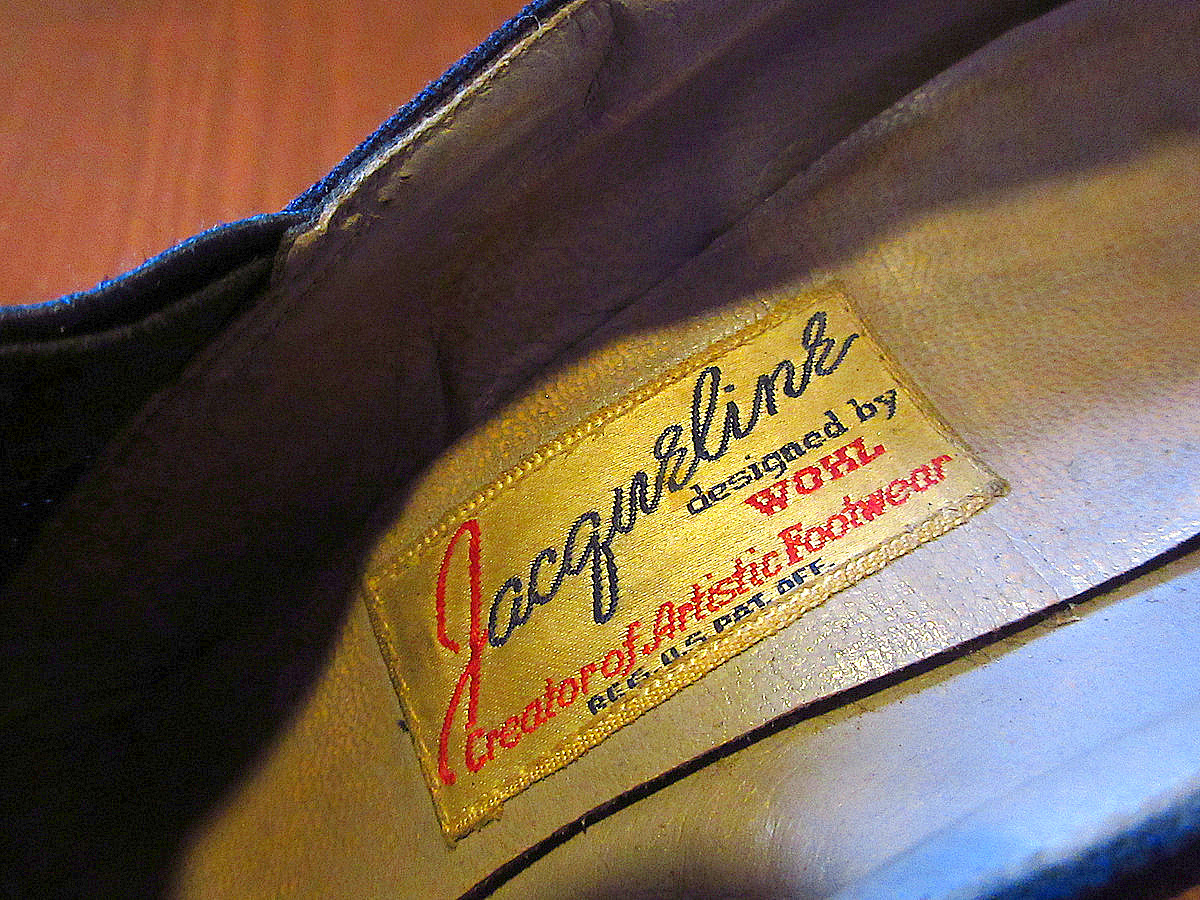 Jacqueline
designed by
WOHL
Creator of Artistic Footwear
REG. U.S. PAT. OFF.